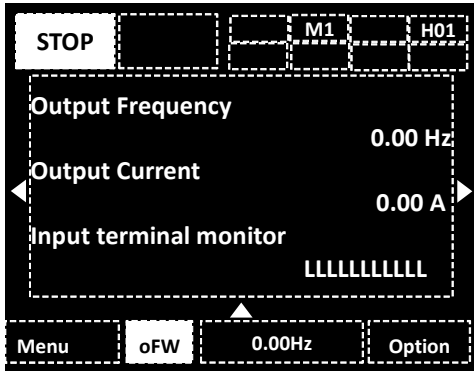 STOP M1 H01
Output Frequency
0.00 Hz
Output Current
0.00 A
Input terminal monitor
LLLLLLLLLLL
Menu oFW 0.00Hz Option